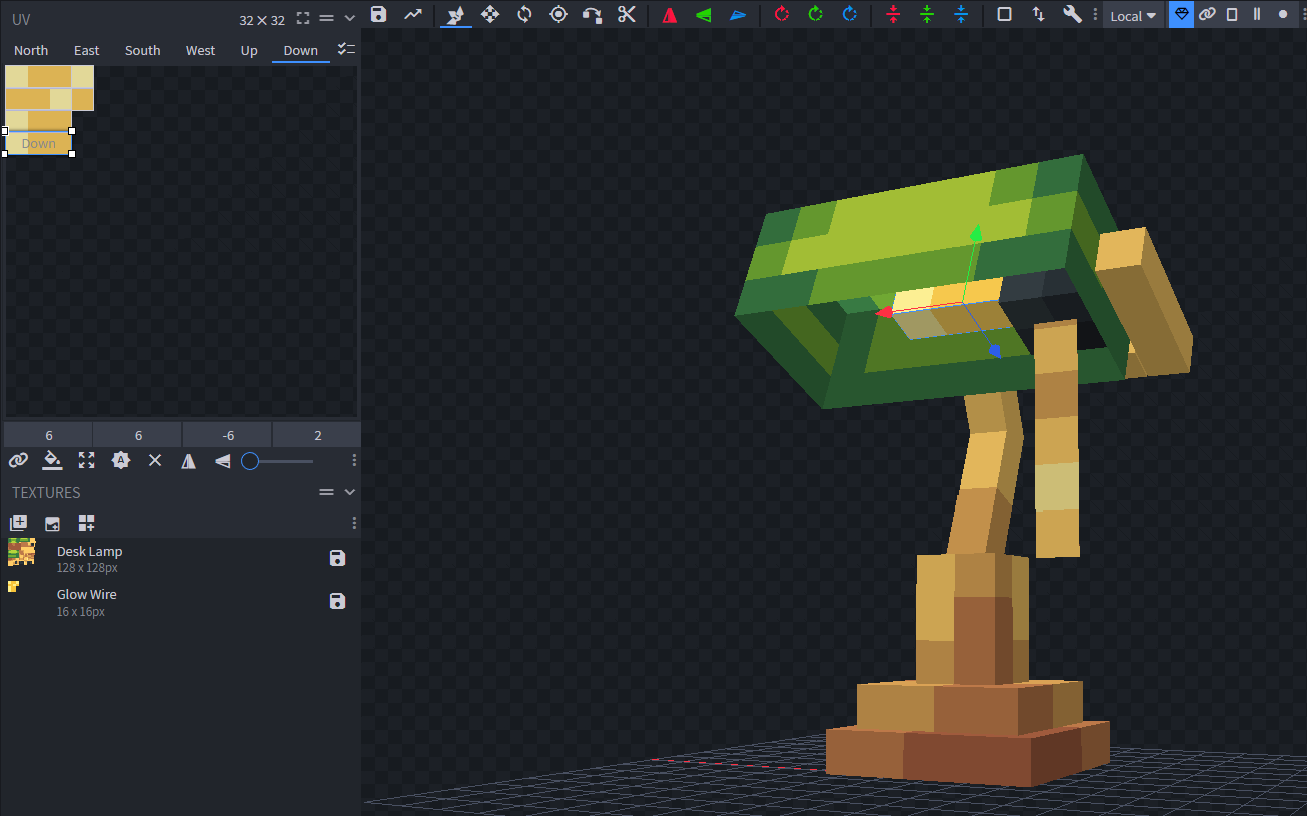 UV 32 × 32
Local
North East South West Up Down
Down
6 6 -6 2
A
TEXTURES
Desk Lamp
128 x 128px
Glow Wire
16 x 16px